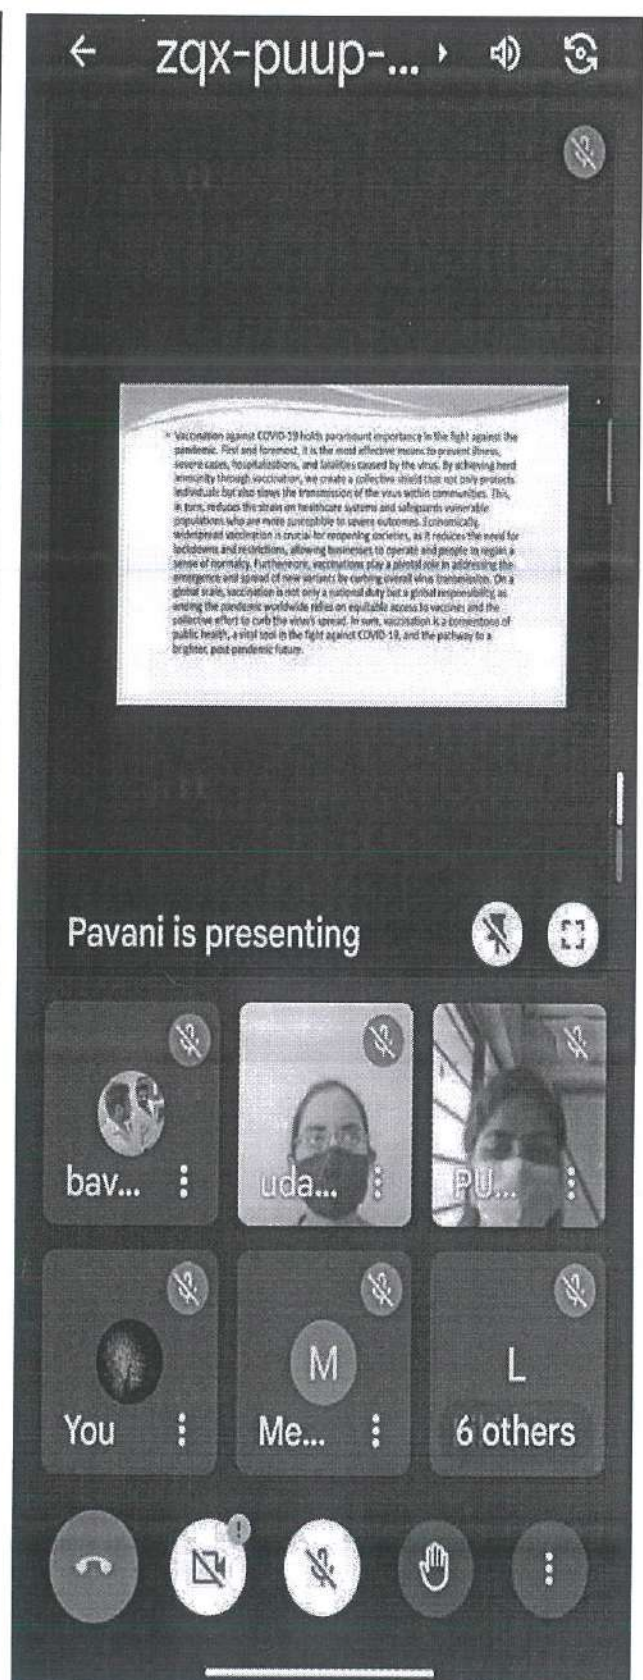 zqx-puup-...
• Vaccination against COVID-19 holds paramount importance in the fight against the
pandemic. First and foremost, it is the most effective means to prevent illness,
severe cases, hospitalizations, and fatalities caused by the virus. By achieving herd
immunity through vaccination, we create a collective shield that not only protects
individuals but also slows the transmission of the virus within communities. This,
in turn, reduces the strain on healthcare systems and safeguards vulnerable
populations who are more susceptible to severe outcomes. Economically,
widespread vaccination is crucial for reopening societies, as it reduces the need for
lockdowns and restrictions, allowing businesses to operate and people to regain a
sense of normalcy. Furthermore, vaccinations play a pivotal role in addressing the
emergence and spread of new variants by curbing overall virus transmission. On a
global scale, vaccination is not only a national duty but a global responsibility, as
ending the pandemic worldwide relies on equitable access to vaccines and the
collective effort to curb the virus's spread. In sum, vaccination is a cornerstone of
public health, a vital tool in the fight against COVID-19, and the pathway to a
brighter, post-pandemic future.
Pavani is presenting
bav...
uda...
PU...
You
M
Me...
L
6 others